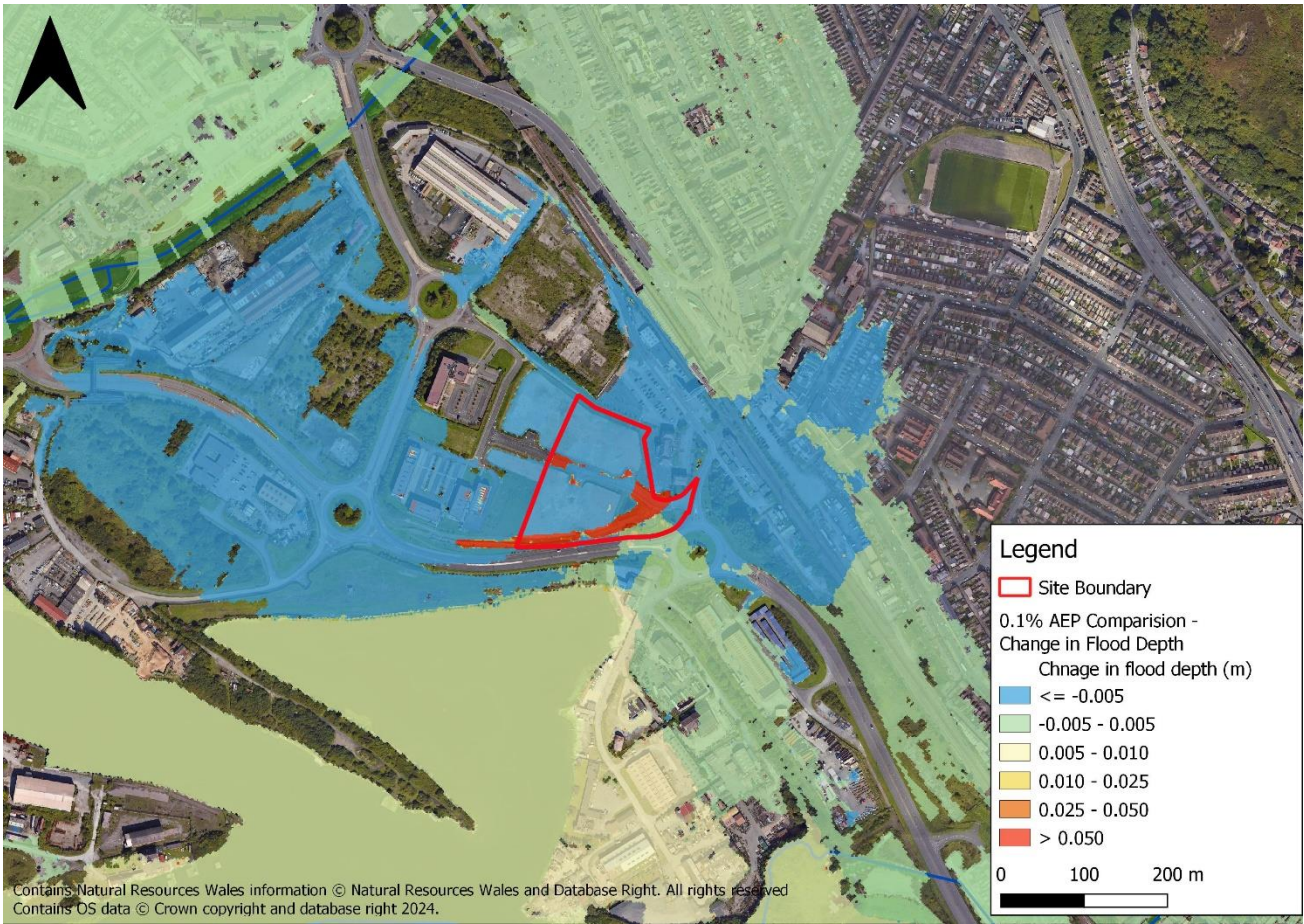 Legend
Site Boundary
0.1% AEP Comparision -
Change in Flood Depth
Chnage in flood depth (m)
<= -0.005
-0.005 - 0.005
0.005 - 0.010
0.010 - 0.025
0.025 - 0.050
> 0.050
0 100 200 m
Contains Natural Resources Wales information © Natural Resources Wales and Database Right. All rights reserved
Contains OS data © Crown copyright and database right 2024.